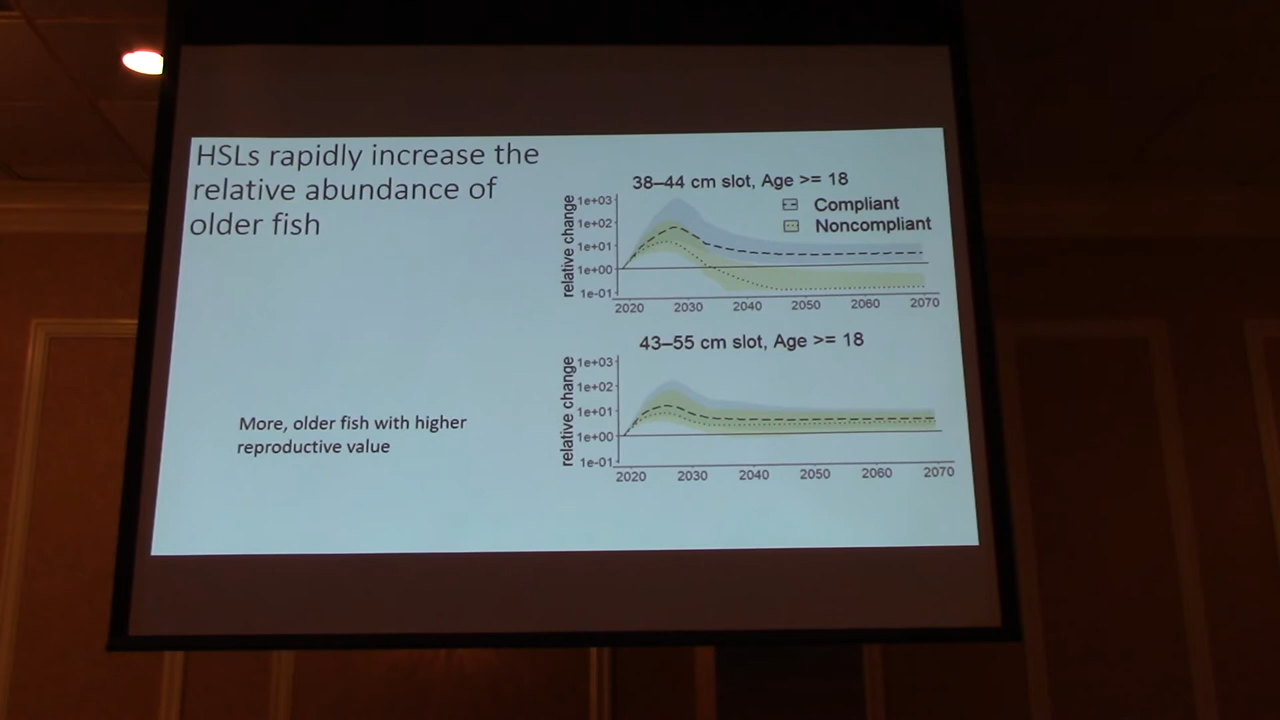 HSLs rapidly increase the
relative abundance of
older fish
More, older fish with higher
reproductive value
38–44 cm slot, Age >= 18
Compliant
Noncompliant
relative change
1e+03
1e+02
1e+01
1e+00
1e-01
2020 2030 2040 2050 2060 2070
43–55 cm slot, Age >= 18
relative change
1e+03
1e+02
1e+01
1e+00
1e-01
2020 2030 2040 2050 2060 2070